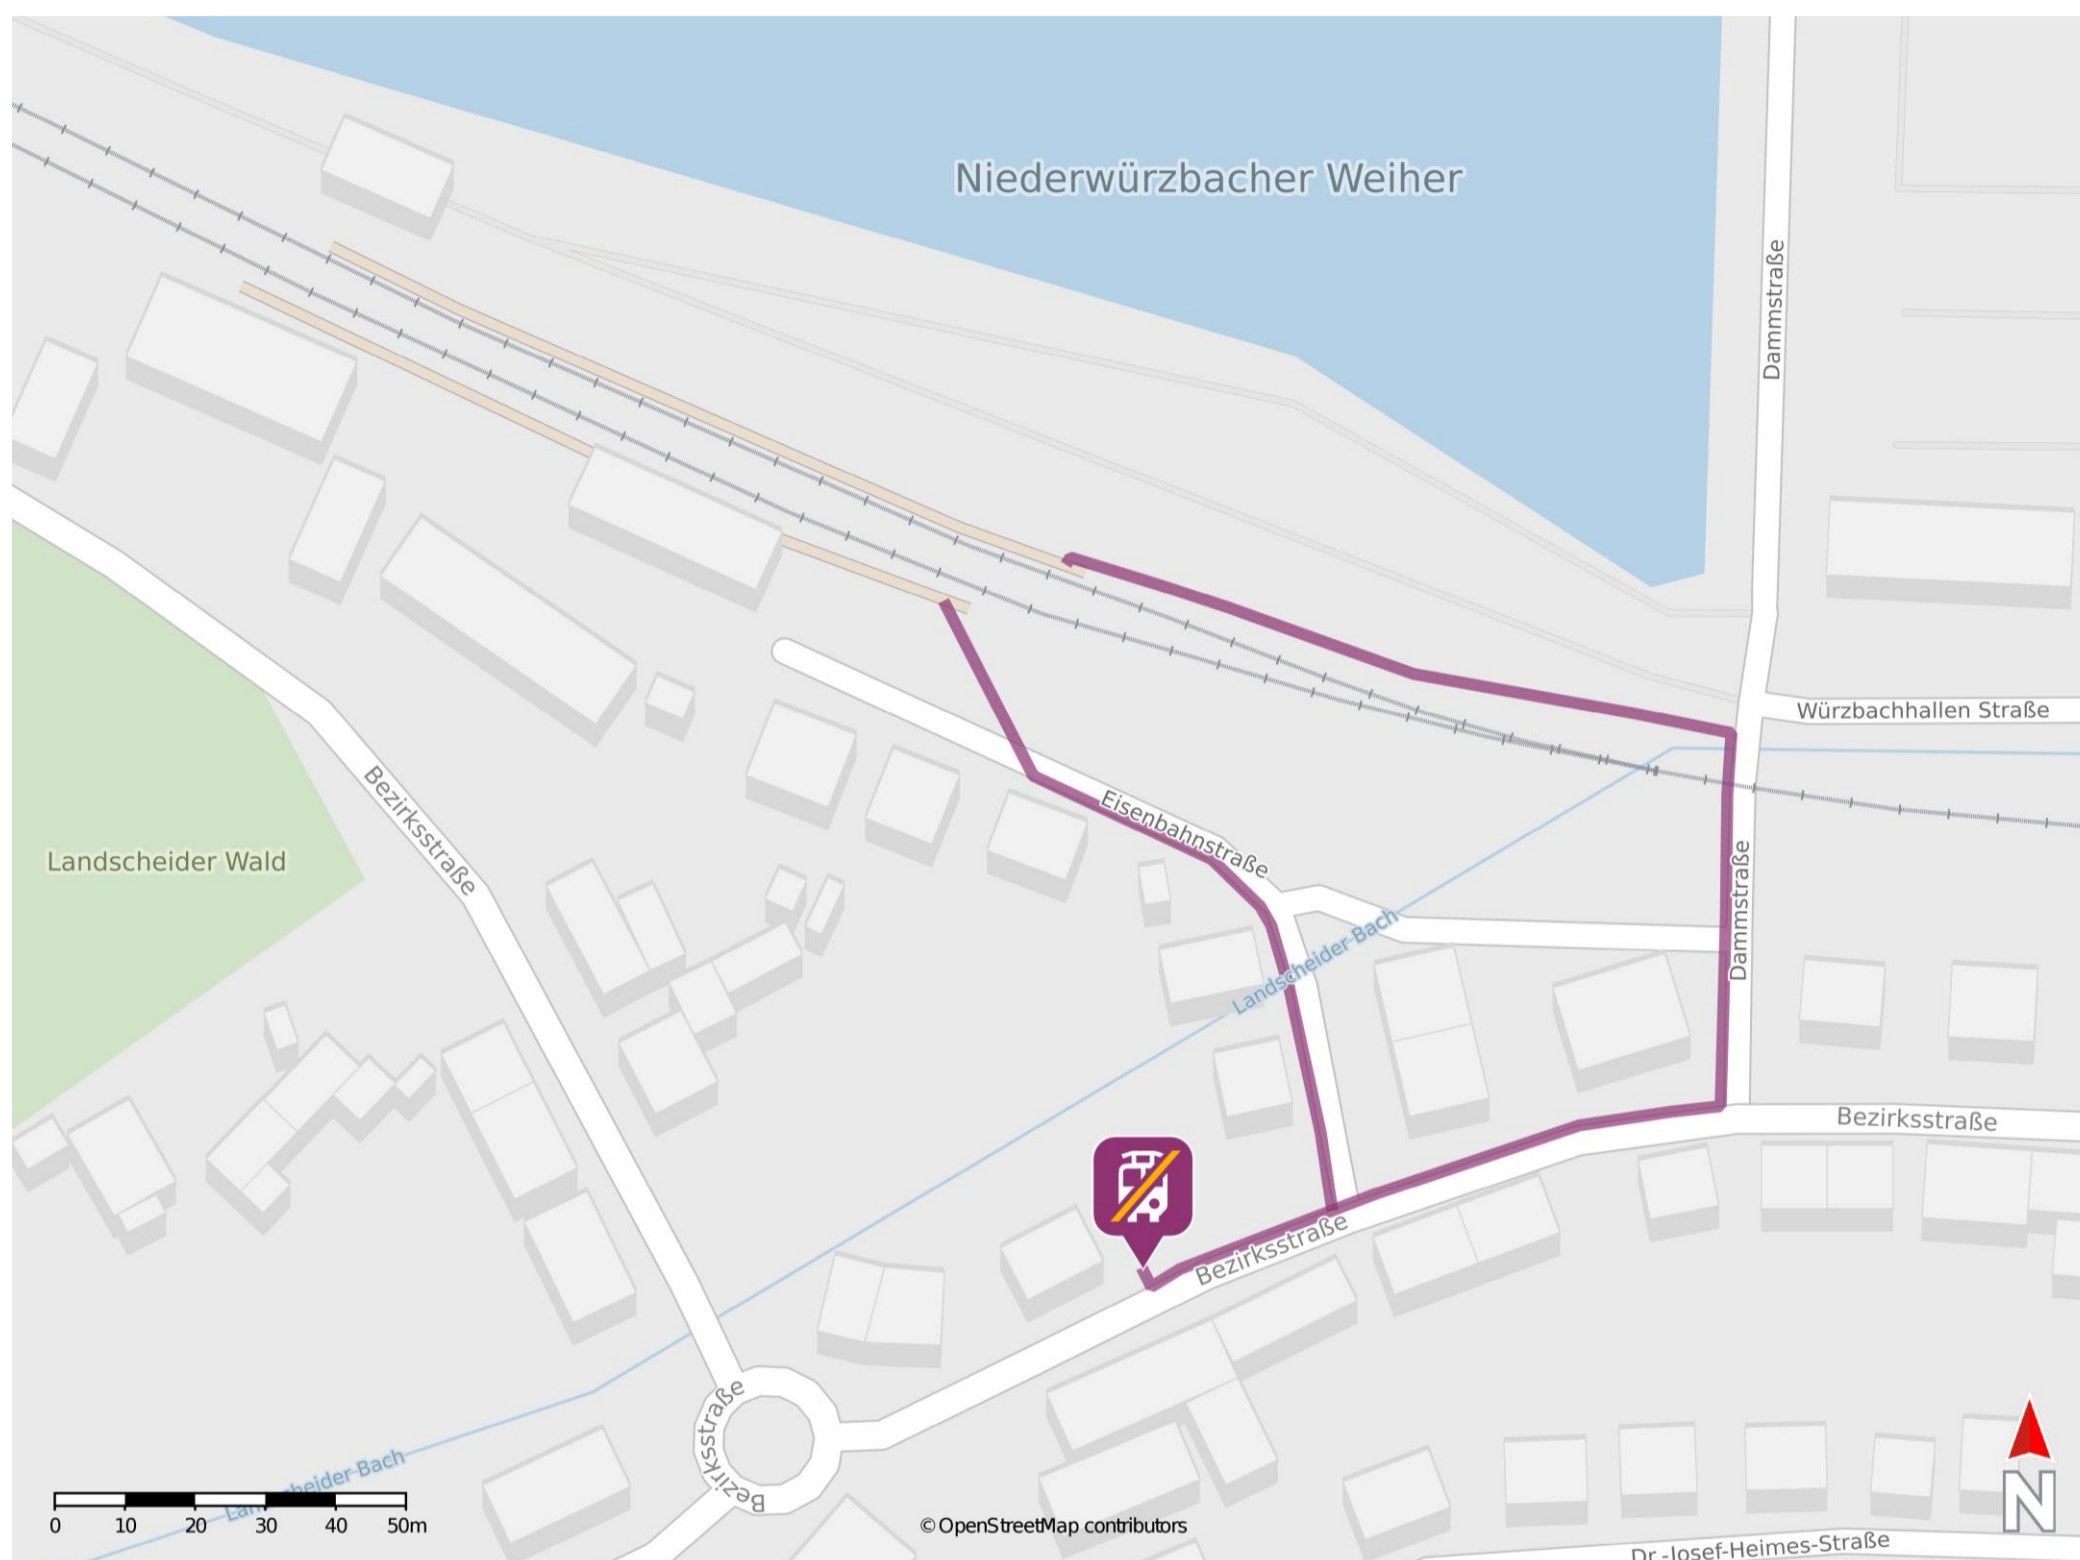 Niederwürzbacher Weiher
Dammstraße
Würzbachhallen Straße
Bezirksstraße
Eisenbahnstraße
Landscheider Wald
Dammstraße
Landscheider-Bach
Bezirksstraße
Bezirksstraße
Bezirksstraße
Landscheider-Bach
0 10 20 30 40 50m
© OpenStreetMap contributors
N
Dr.-Josef-Heimes-Straße